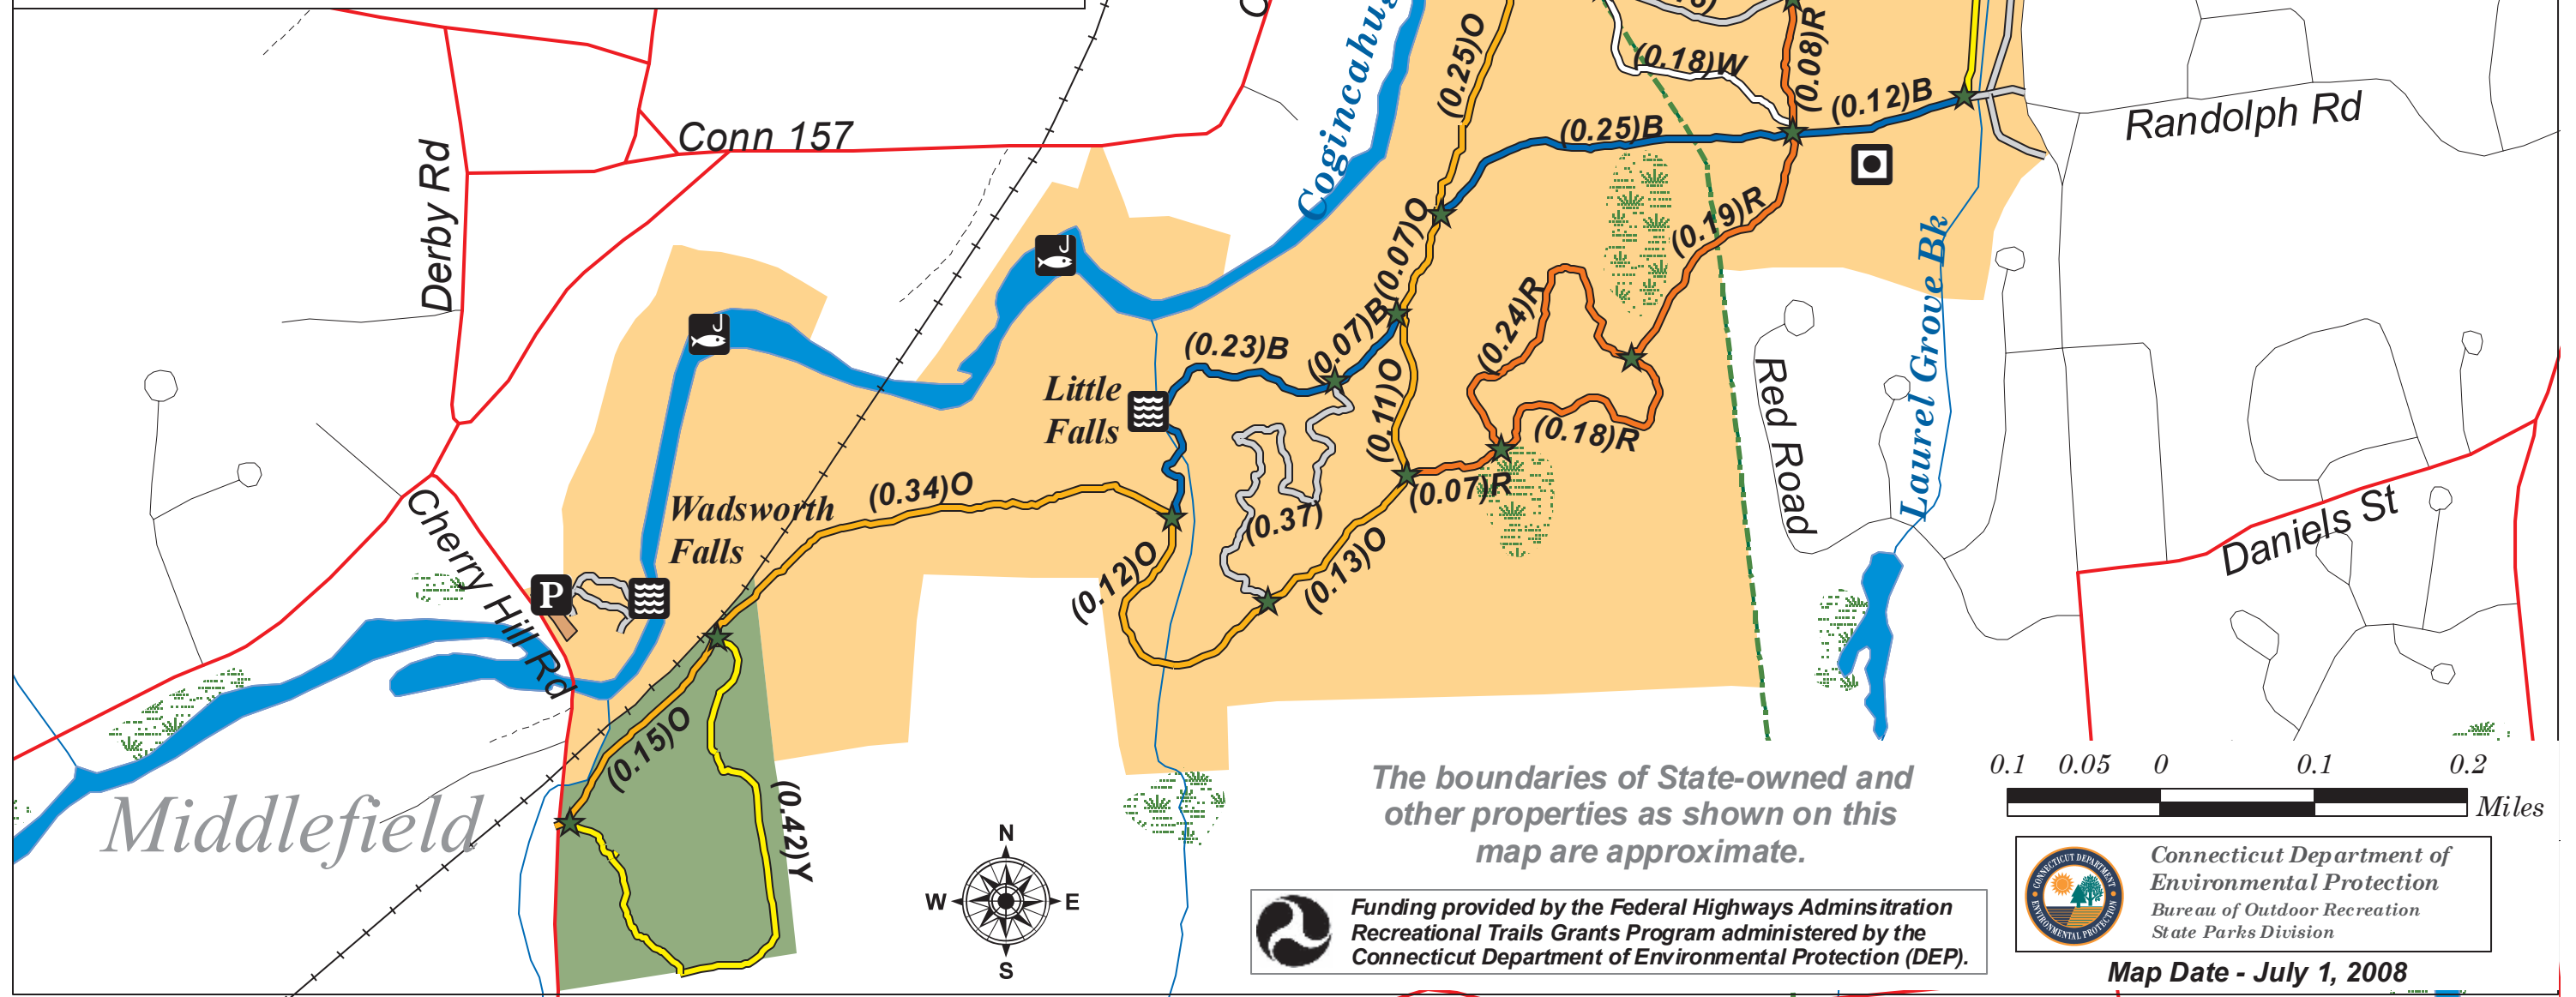 (0.25)O
(0.18)W
(0.08)R
(0.12)B
Randolph Rd
Conn 157
Derby Rd
(0.25)B
(0.07)O
(0.19)R
(0.24)R
(0.23)B
(0.07)B
Little
Falls
(0.11)O
(0.18)R
Red Road
Laurel Grove Bk
(0.34)O
Wadsworth
Falls
(0.37)
(0.07)R
(0.13)O
(0.12)O
Cherry Hill Rd
P
Daniels St
(0.15)O
(0.42)Y
Middlefield
The boundaries of State-owned and
other properties as shown on this
map are approximate.
0.1 0.05 0 0.1 0.2
Miles
N
W E
S
Funding provided by the Federal Highways Adminsitration
Recreational Trails Grants Program administered by the
Connecticut Department of Environmental Protection (DEP).
CONNECTICUT DEPARTMENT
ENVIRONMENTAL PROTECTION
Connecticut Department of
Environmental Protection
Bureau of Outdoor Recreation
State Parks Division
Map Date - July 1, 2008